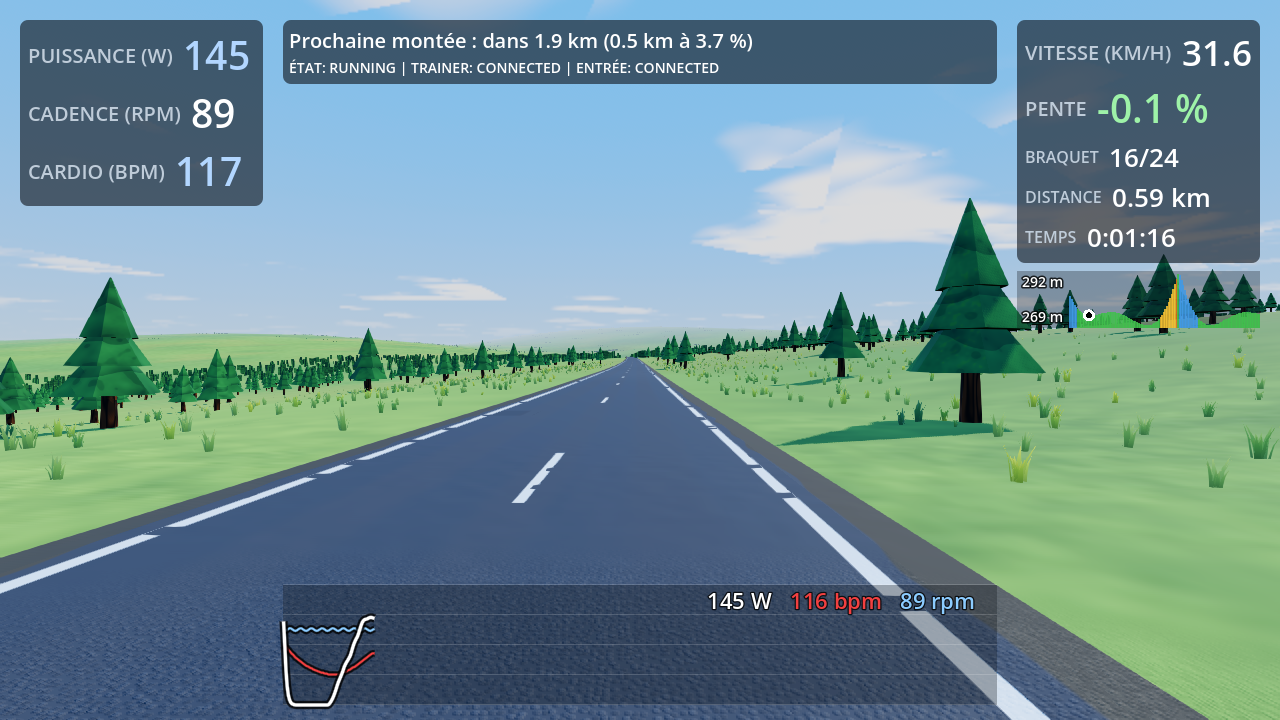 PUISSANCE (W) 145
CADENCE (RPM) 89
CARDIO (BPM) 117
Prochaine montée : dans 1.9 km (0.5 km à 3.7 %)
ÉTAT: RUNNING | TRAINER: CONNECTED | ENTRÉE: CONNECTED
VITESSE (KM/H) 31.6
PENTE -0.1 %
BRAQUET 16/24
DISTANCE 0.59 km
TEMPS 0:01:16
292 m
269 m
145 W 116 bpm 89 rpm